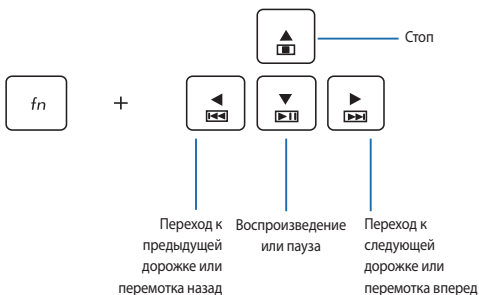 Стоп
fn
+
Переход к
предыдущей
дорожке или
перемотка назад
Воспроизведение
или пауза
Переход к
следующей
дорожке или
перемотка вперед